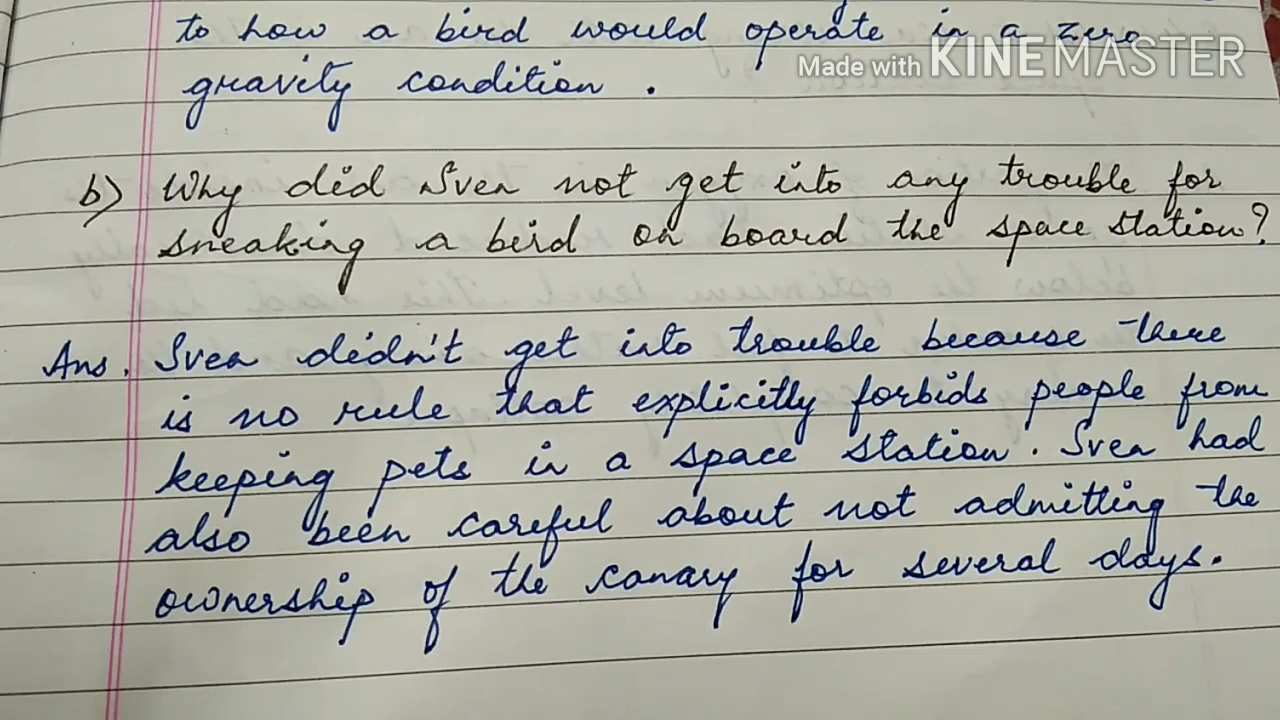 to how a bird would operate in a zero
Made with KINEMASTER
gravity condition .
b) Why did Sven not get into any trouble for
sneaking a bird on board the space station?
Ans. Sven didn't get into trouble because there
is no rule that explicitly forbids people from
keeping pets in a space station. Sven had
also been careful about not admitting the
ownership of the canary for several days.